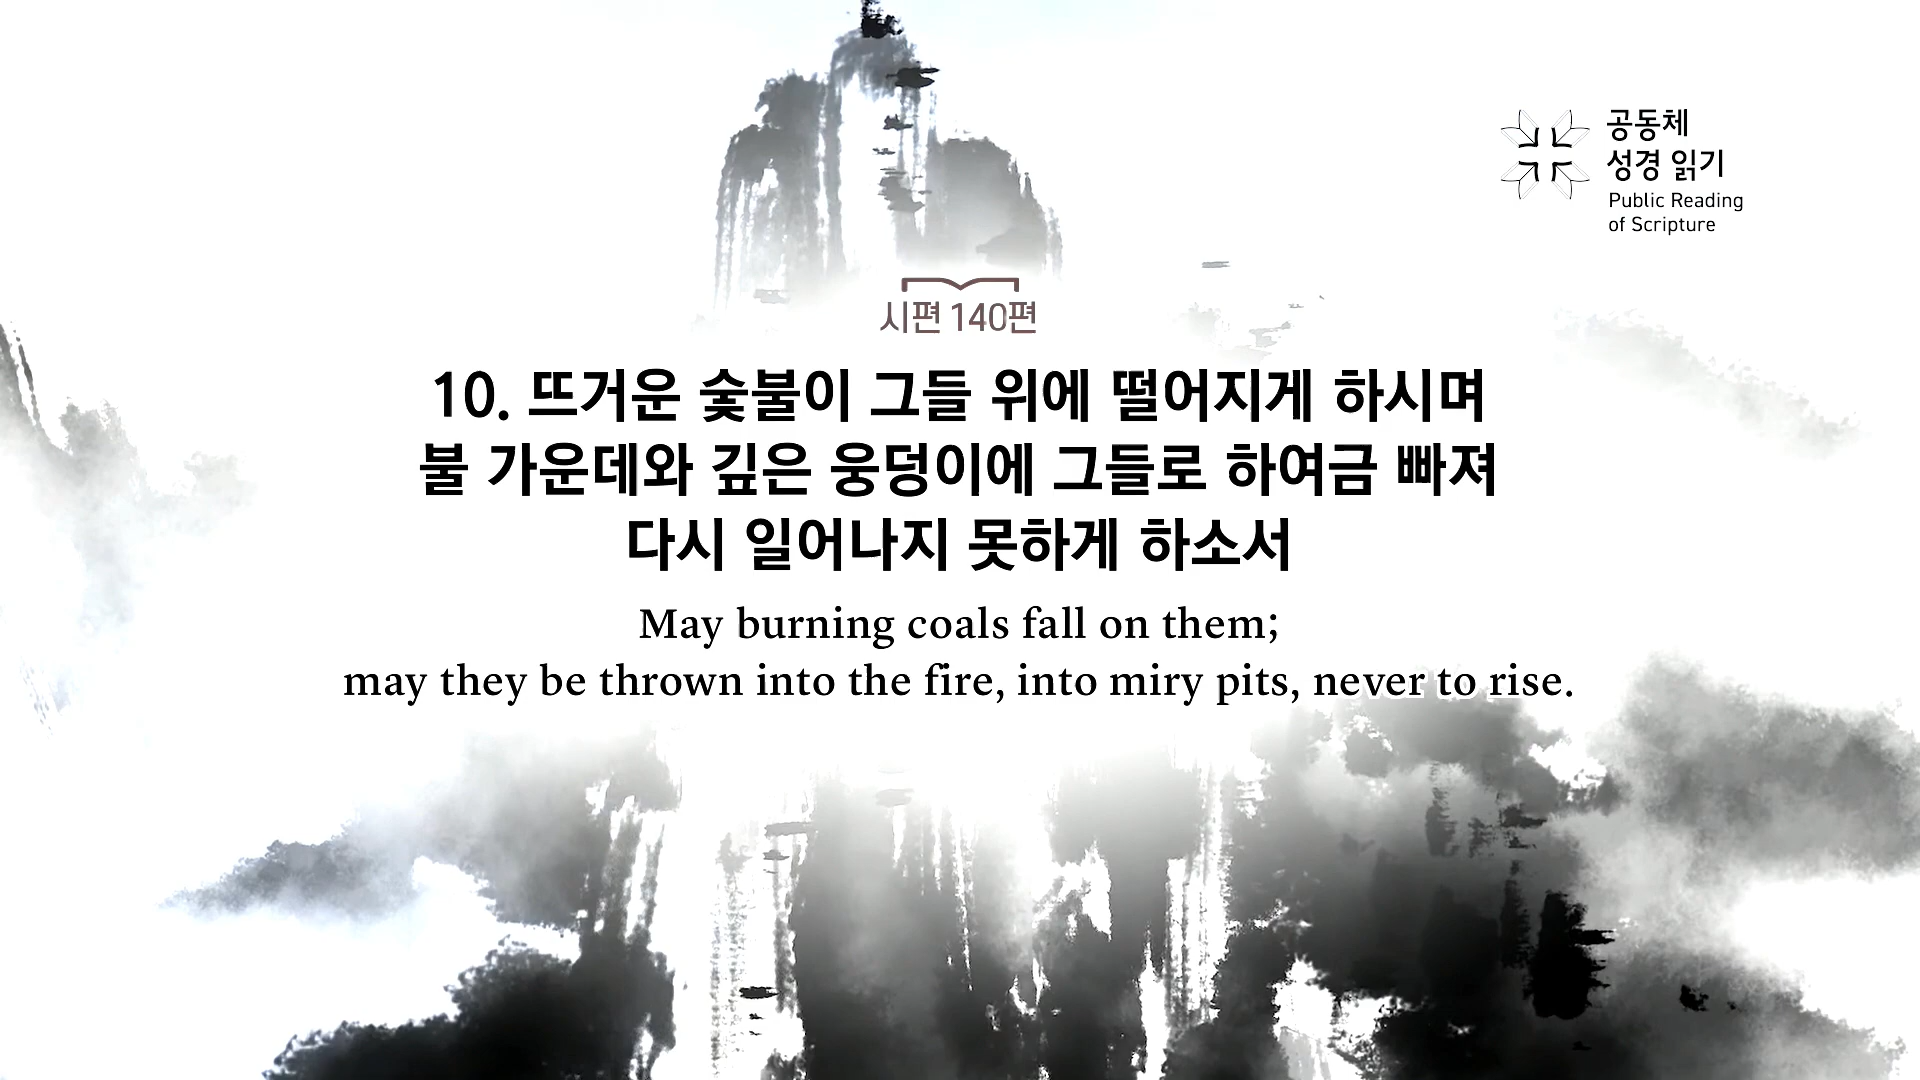 공동체
성경 읽기
Public Reading
of Scripture
시편 140편
10. 뜨거운 숯불이 그들 위에 떨어지게 하시며
불 가운데와 깊은 웅덩이에 그들로 하여금 빠져
다시 일어나지 못하게 하소서
May burning coals fall on them;
may they be thrown into the fire, into miry pits, never to rise.